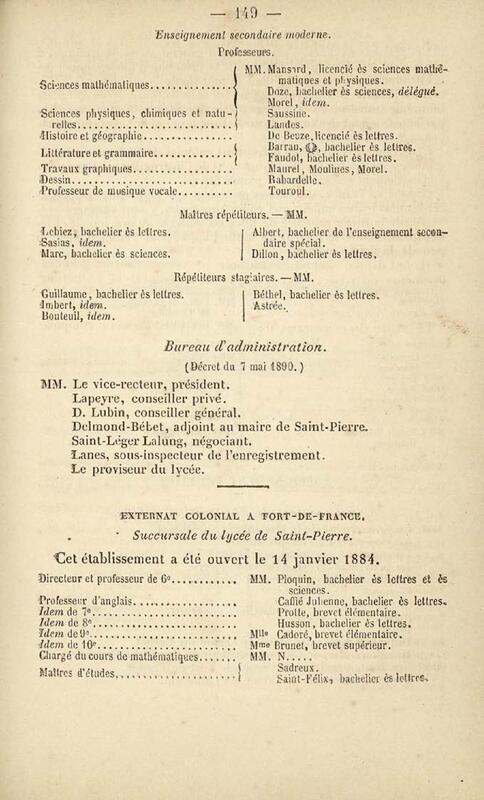 — 149 —
Enseignement secondaire moderne.
Professeurs.
Sciences mathématiques............... MM. Mansord, licencié ès sciences mathématiques et physiques.
Doze, bachelier ès sciences, délégué.
Morel, idem.
Sciences physiques, chimiques et naturelles............... Saussine.
Landes.
Histoire et géographie............... De Beuze, licencié ès lettres.
Littérature et grammaire............... Barrau, bachelier ès lettres.
Faudot, bachelier ès lettres.
Travaux graphiques............... Maurel, Moulines, Morel.
Dessin............... Rabardelle.
Professeur de musique vocale............... Touroul.
Maîtres répétiteurs. — MM.
Lebiez, bachelier ès lettres.
Sasias, idem.
Marc, bachelier ès sciences.
Albert, bachelier de l'enseignement secondaire spécial.
Dillon, bachelier ès lettres.
Répétiteurs stagiaires. — MM.
Guillaume, bachelier ès lettres.
Imbert, idem.
Bonteuil, idem.
Béthel, bachelier ès lettres.
Astrée.
Bureau d'administration.
(Décret du 7 mai 1890.)
MM. Le vice-recteur, président.
Lapeyre, conseiller privé.
D. Lubin, conseiller général.
Delmond-Bébet, adjoint au maire de Saint-Pierre.
Saint-Léger Lalung, négociant.
Lanes, sous-inspecteur de l'enregistrement.
Le proviseur du lycée.
EXTERNAT COLONIAL A FORT-DE-FRANCE.
Succursale du lycée de Saint-Pierre.
Cet établissement a été ouvert le 14 janvier 1884.
Directeur et professeur de 6e............ MM. Ploquin, bachelier ès lettres et ès sciences.
Professeur d'anglais.................. Caffié Julienne, bachelier ès lettres.
Idem de 7e.................. Protte, brevet élémentaire.
Idem de 8e.................. Husson, bachelier ès lettres.
Idem de 9e.................. Mlle Cadoré, brevet élémentaire.
Idem de 10e.................. Mme Brunet, brevet supérieur.
Chargé du cours de mathématiques....... MM. N.....
Maîtres d'études.................. Sadreux.
Saint-Félix, bachelier ès lettres.